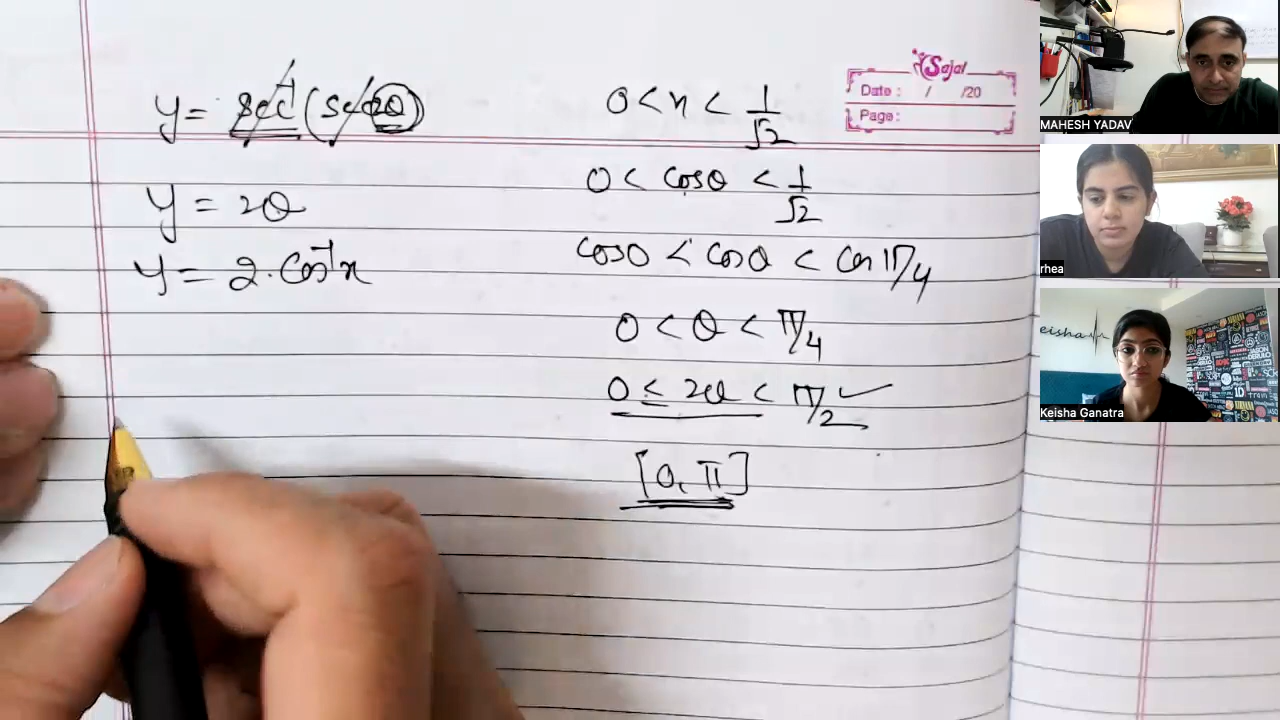 y = sec⁻¹(sec 2θ)
y = 2θ
y = 2·cos⁻¹x
0 < x < 1/√2
0 < cosθ < 1/√2
cos0 < cosθ < cos π/4
0 < θ < π/4
0 ≤ 2θ < π/2 ✓
[0, π]
Sajal
Date : / /20
Page :
MAHESH YADAV
rhea
keisha
Keisha Ganatra